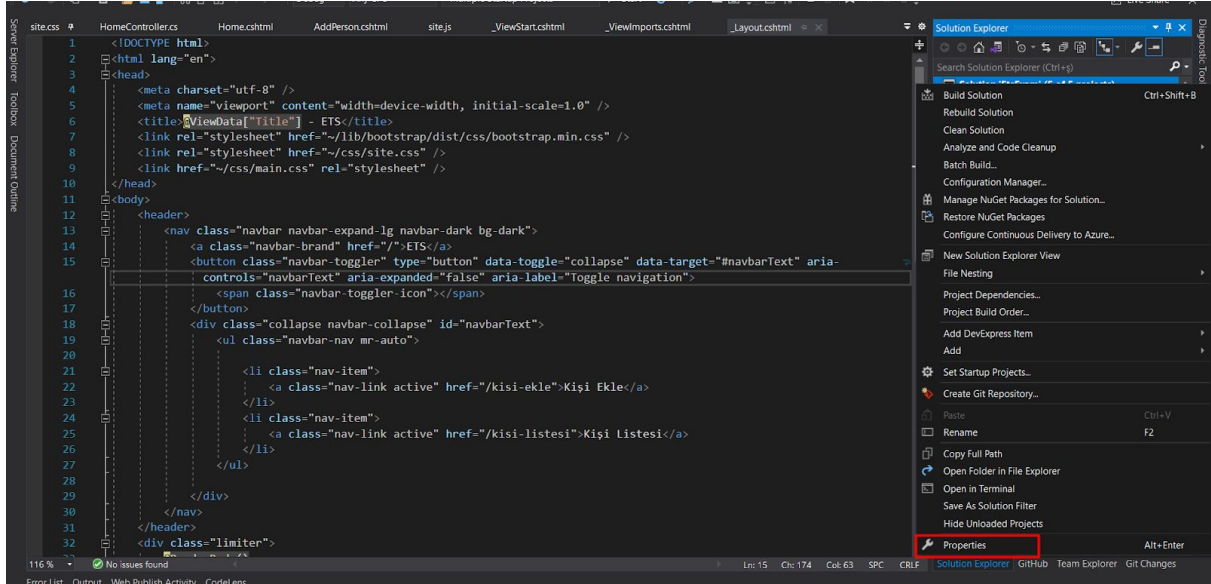 site.css
HomeController.cs
Home.cshtml
AddPerson.cshtml
site.js
_ViewStart.cshtml
_ViewImports.cshtml
_Layout.cshtml
Server Explorer
Toolbox
Document Outline
1 <!DOCTYPE html>
2 <html lang="en">
3 <head>
4 <meta charset="utf-8" />
5 <meta name="viewport" content="width=device-width, initial-scale=1.0" />
6 <title>@ViewData["Title"] - ETS</title>
7 <link rel="stylesheet" href="~/lib/bootstrap/dist/css/bootstrap.min.css" />
8 <link rel="stylesheet" href="~/css/site.css" />
9 <link href="~/css/main.css" rel="stylesheet" />
10 </head>
11 <body>
12 <header>
13 <nav class="navbar navbar-expand-lg navbar-dark bg-dark">
14 <a class="navbar-brand" href="/">ETS</a>
15 <button class="navbar-toggler" type="button" data-toggle="collapse" data-target="#navbarText" aria-
controls="navbarText" aria-expanded="false" aria-label="Toggle navigation">
16 <span class="navbar-toggler-icon"></span>
17 </button>
18 <div class="collapse navbar-collapse" id="navbarText">
19 <ul class="navbar-nav mr-auto">
20
21 <li class="nav-item">
22 <a class="nav-link active" href="/kisi-ekle">Kişi Ekle</a>
23 </li>
24 <li class="nav-item">
25 <a class="nav-link active" href="/kisi-listesi">Kişi Listesi</a>
26 </li>
27 </ul>
28
29 </div>
30 </nav>
31 </header>
32 <div class="limiter">
116 %
No issues found
Ln: 15 Ch: 174 Col: 63 SPC CRLF
Error List Output Web Publish Activity CodeLens
Solution Explorer
Search Solution Explorer (Ctrl+ş)
Build Solution Ctrl+Shift+B
Rebuild Solution
Clean Solution
Analyze and Code Cleanup
Batch Build...
Configuration Manager...
Manage NuGet Packages for Solution...
Restore NuGet Packages
Configure Continuous Delivery to Azure...
New Solution Explorer View
File Nesting
Project Dependencies...
Project Build Order...
Add DevExpress Item
Add
Set Startup Projects...
Create Git Repository...
Paste Ctrl+V
Rename F2
Copy Full Path
Open Folder in File Explorer
Open in Terminal
Save As Solution Filter
Hide Unloaded Projects
Properties Alt+Enter
Solution Explorer GitHub Team Explorer Git Changes
Diagnostic Tool